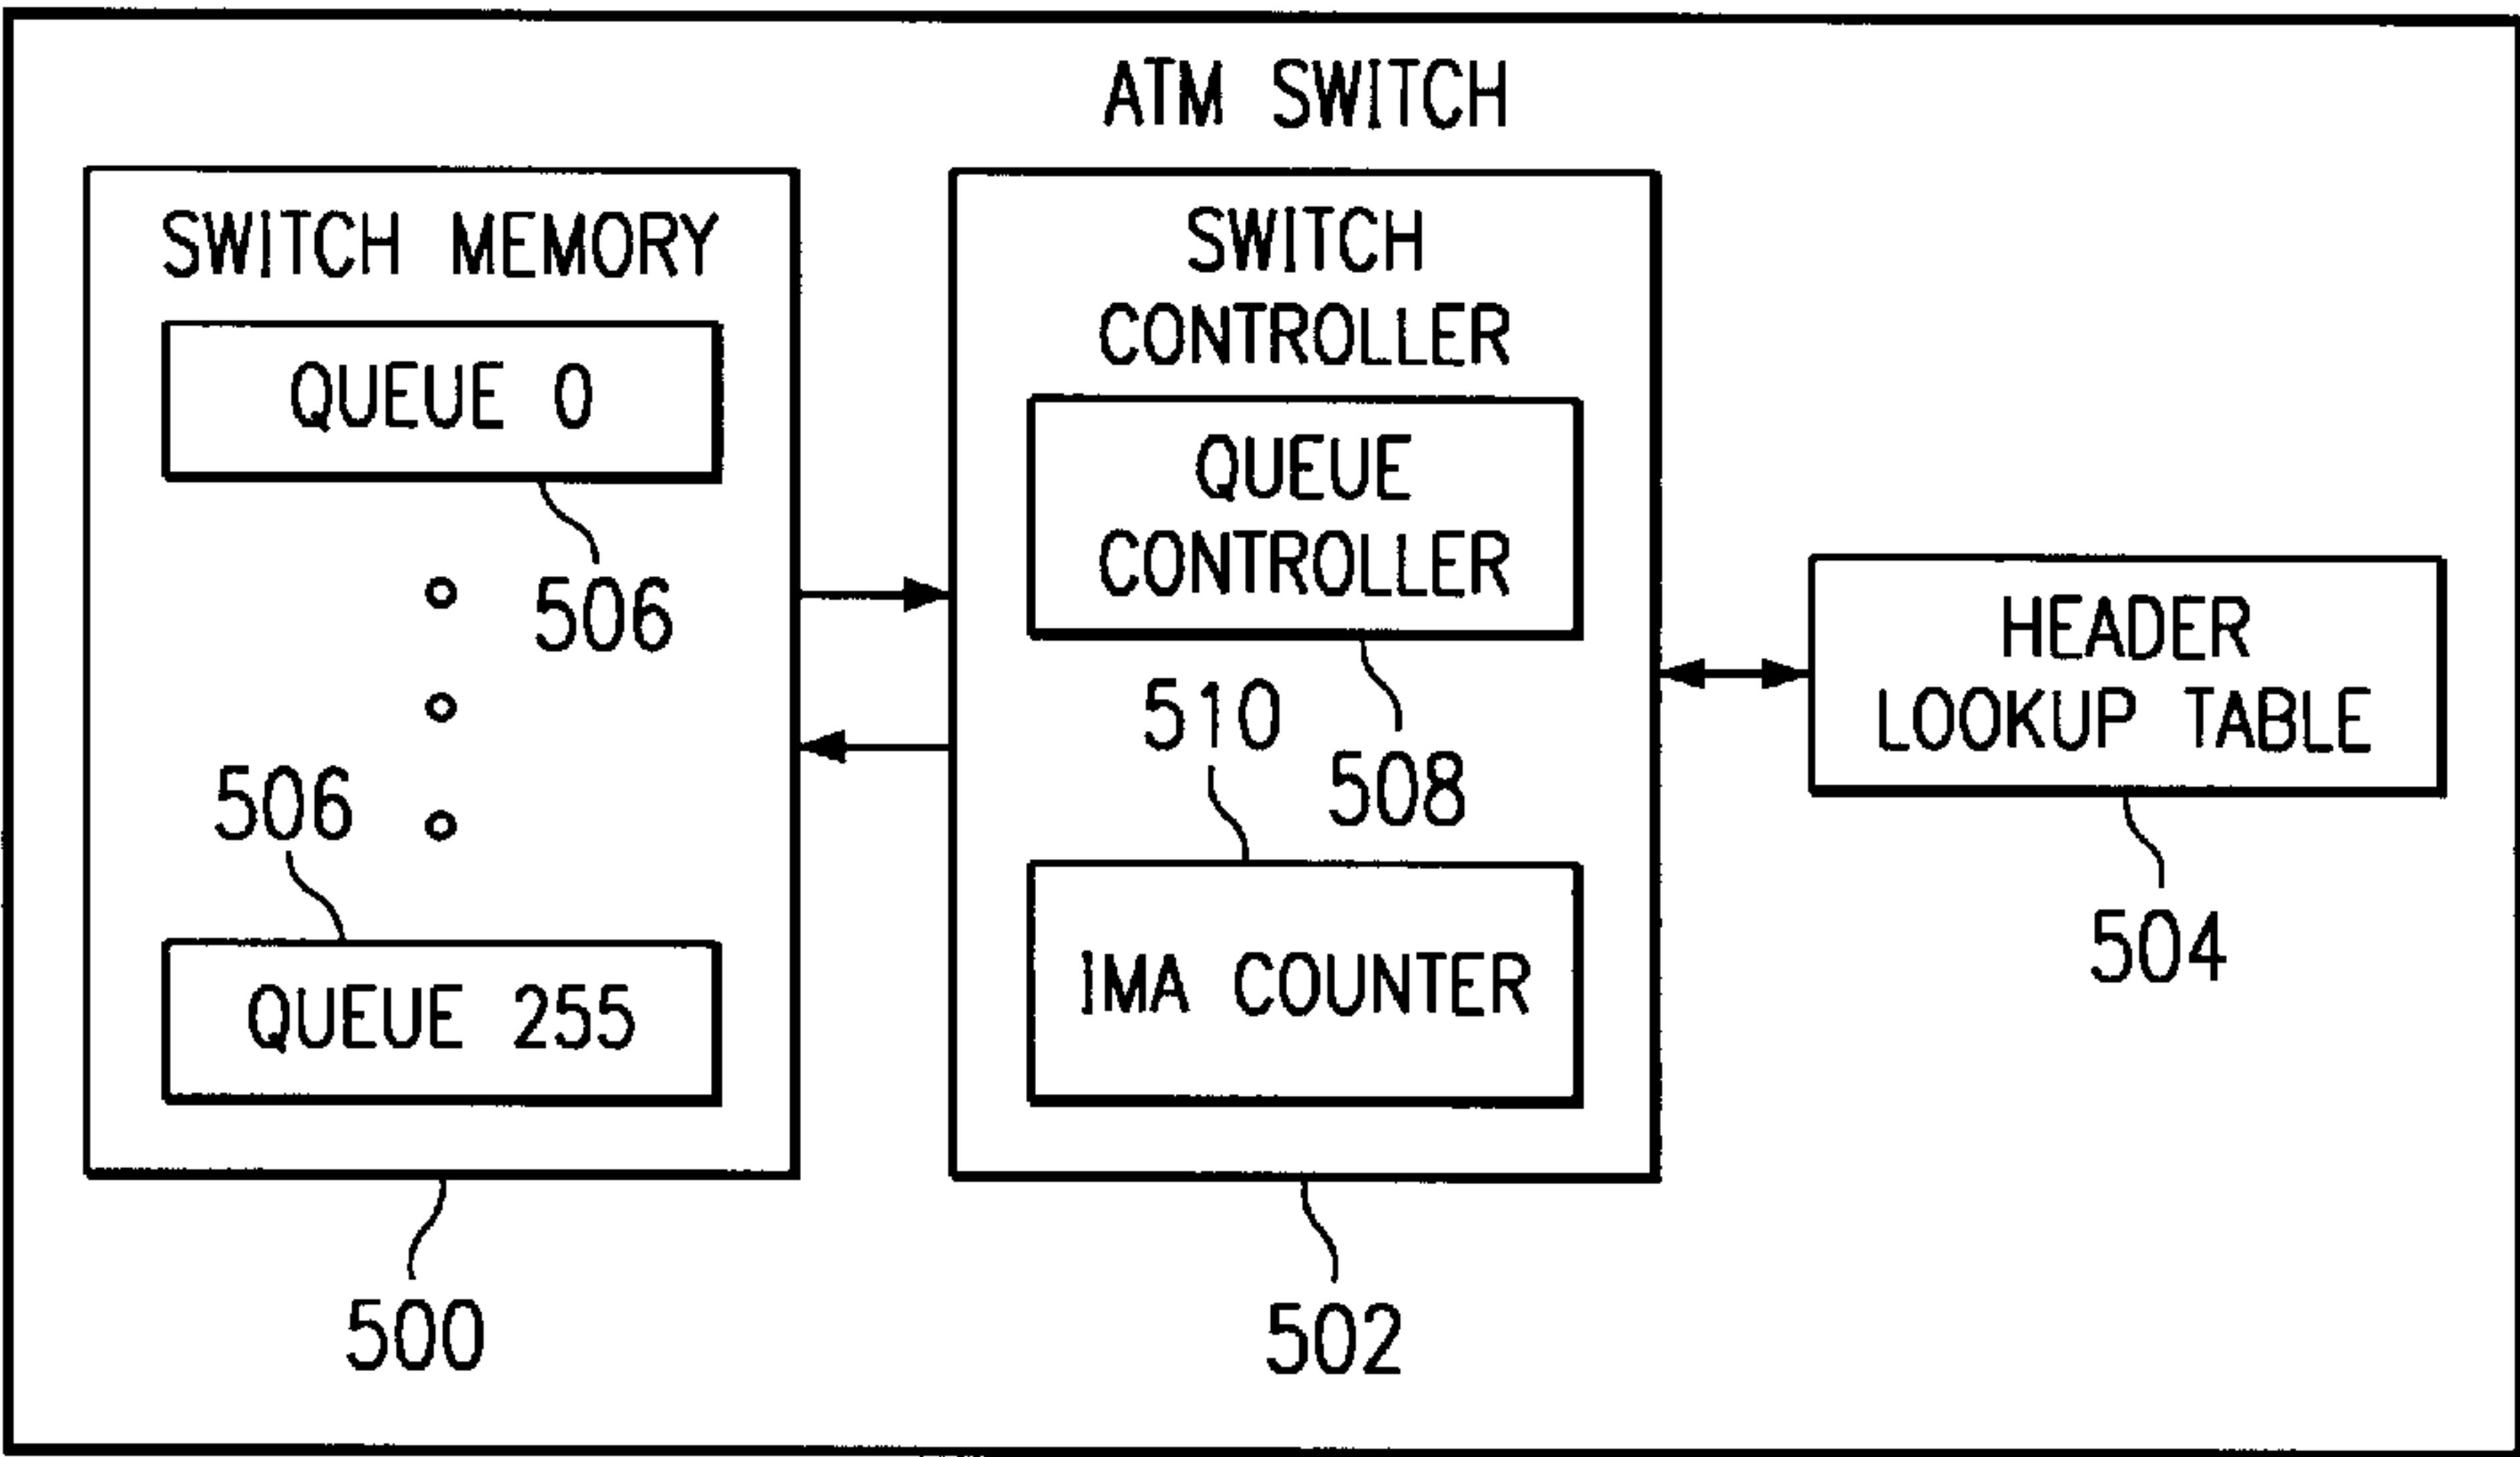 ATM SWITCH
SWITCH MEMORY
QUEUE 0
506
506
QUEUE 255
500
SWITCH
CONTROLLER
QUEUE
CONTROLLER
510
508
IMA COUNTER
502
HEADER
LOOKUP TABLE
504